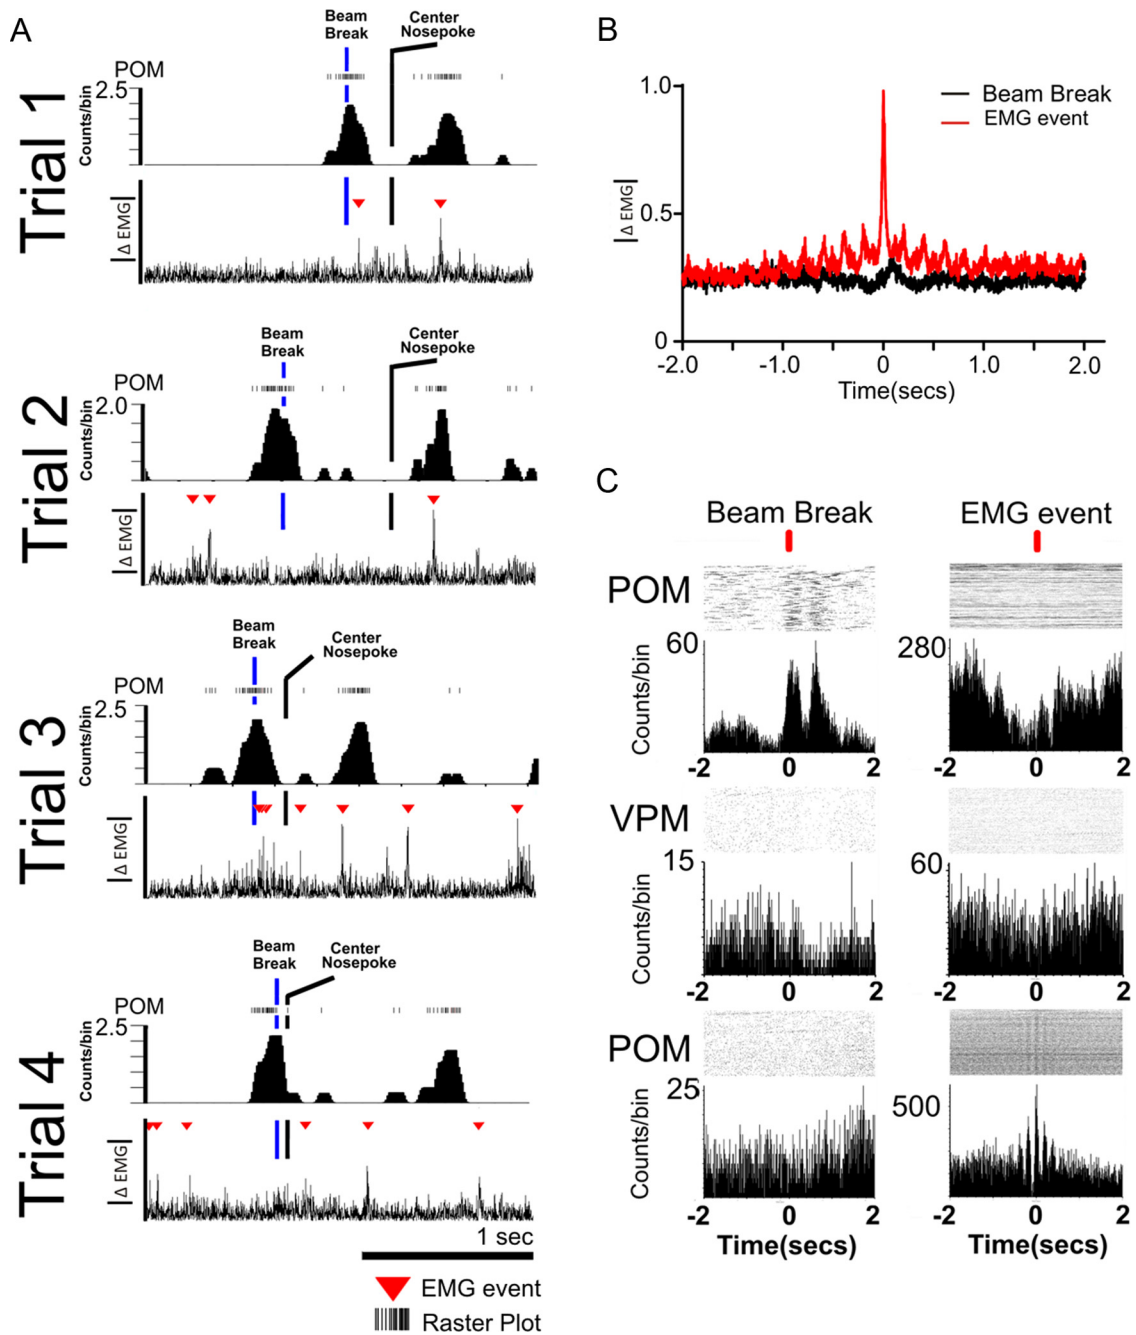 A
Trial 1
Beam
Break
Center
Nosepoke
POM
2.5
Counts/bin
|Δ EMG|
Trial 2
Beam
Break
Center
Nosepoke
POM
2.0
Counts/bin
|Δ EMG|
Trial 3
Beam
Break
Center
Nosepoke
POM
2.5
Counts/bin
|Δ EMG|
Trial 4
Beam
Break
Center
Nosepoke
POM
2.5
Counts/bin
|Δ EMG|
1 sec
EMG event
Raster Plot
B
1.0
0.5
0
|Δ EMG|
Beam Break
EMG event
-2.0 -1.0 0 1.0 2.0
Time(secs)
C
Beam Break EMG event
POM
60 280
Counts/bin
-2 0 2 -2 0 2
VPM
15 60
Counts/bin
-2 0 2 -2 0 2
POM
25 500
Counts/bin
-2 0 2 -2 0 2
Time(secs) Time(secs)